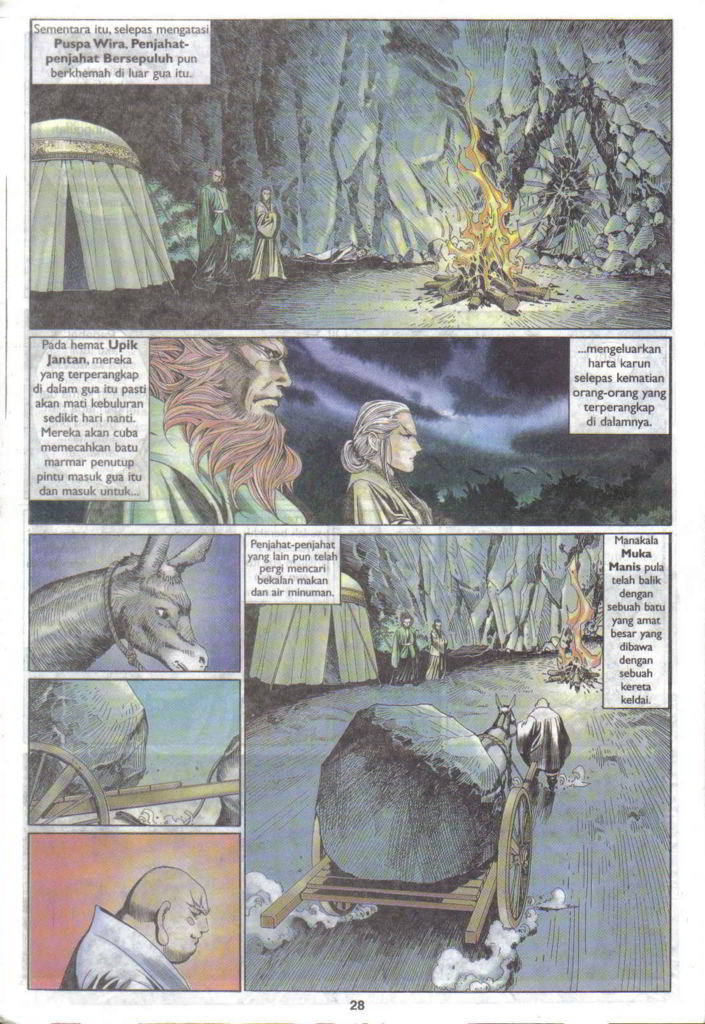 Sementara itu, selepas mengatasi
Puspa Wira, Penjahat-
penjahat Bersepuluh pun
berkhemah di luar gua itu.
Pada hemat Upik
Jantan, mereka
yang terperangkap
di dalam gua itu pasti
akan mati kebuluran
sedikit hari nanti.
Mereka akan cuba
memecahkan batu
marmar penutup
pintu masuk gua itu
dan masuk untuk...
...mengeluarkan
harta karun
selepas kematian
orang-orang yang
terperangkap
di dalamnya.
Penjahat-penjahat
yang lain pun telah
pergi mencari
bekalan makan
dan air minuman.
Manakala
Muka
Manis pula
telah balik
dengan
sebuah batu
yang amat
besar yang
dibawa
dengan
sebuah
kereta
keldai.
28